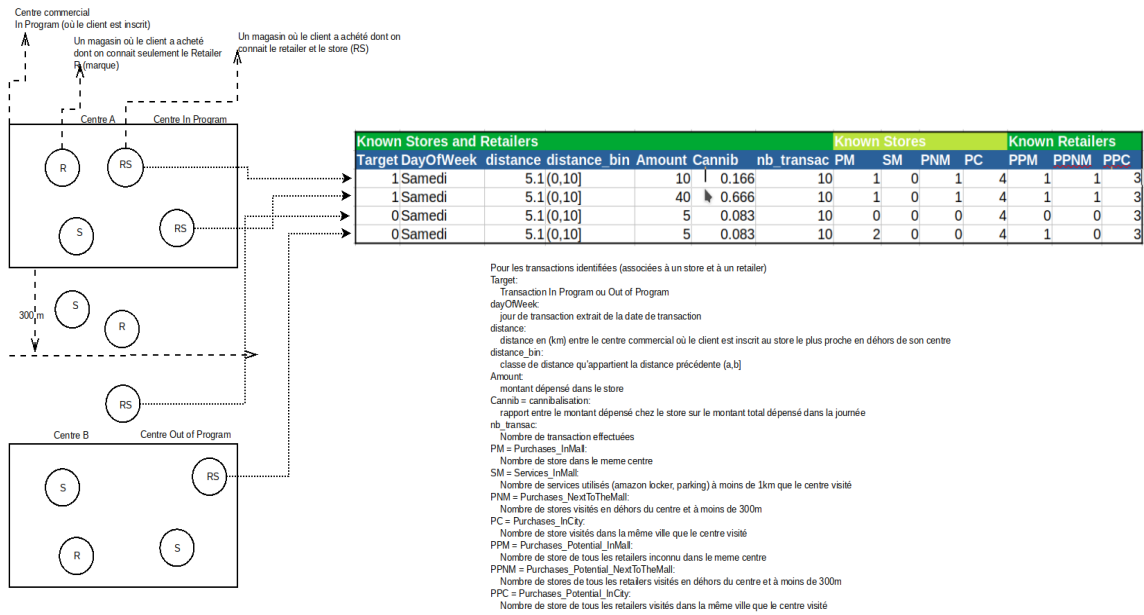 Centre commercial
In Program (où le client est inscrit)
Un magasin où le client a acheté
dont on connait seulement le Retailer
R (marque)
Un magasin où le client a acheté dont on
connait le retailer et le store (RS)
Centre A
Centre In Program
R
RS
S
RS
300 m
S
R
RS
Centre B
Centre Out of Program
S
RS
R
S
Known Stores and Retailers Known Stores Known Retailers
Target DayOfWeek distance distance_bin Amount Cannib nb_transac PM SM PNM PC PPM PPNM PPC
1 Samedi 5.1 (0,10] 10 0.166 10 1 0 1 4 1 1 3
1 Samedi 5.1 (0,10] 40 0.666 10 1 0 1 4 1 1 3
0 Samedi 5.1 (0,10] 5 0.083 10 0 0 0 4 0 0 3
0 Samedi 5.1 (0,10] 5 0.083 10 2 0 0 4 1 0 3
Pour les transactions identifiées (associées à un store et à un retailer)
Target:
Transaction In Program ou Out of Program
dayOfWeek:
jour de transaction extrait de la date de transaction
distance:
distance en (km) entre le centre commercial où le client est inscrit au store le plus proche en déhors de son centre
distance_bin:
classe de distance qu'appartient la distance précédente (a,b]
Amount:
montant dépensé dans le store
Cannib = cannibalisation:
rapport entre le montant dépensé chez le store sur le montant total dépensé dans la journée
nb_transac:
Nombre de transaction effectuées
PM = Purchases_InMall:
Nombre de store dans le meme centre
SM = Services_InMall:
Nombre de services utilisés (amazon locker, parking) à moins de 1km que le centre visité
PNM = Purchases_NextToTheMall:
Nombre de stores visités en déhors du centre et à moins de 300m
PC = Purchases_InCity:
Nombre de store visités dans la même ville que le centre visité
PPM = Purchases_Potential_InMall:
Nombre de store de tous les retailers inconnu dans le meme centre
PPNM = Purchases_Potential_NextToTheMall:
Nombre de stores de tous les retailers visités en déhors du centre et à moins de 300m
PPC = Purchases_Potential_InCity:
Nombre de store de tous les retailers visités dans la même ville que le centre visité